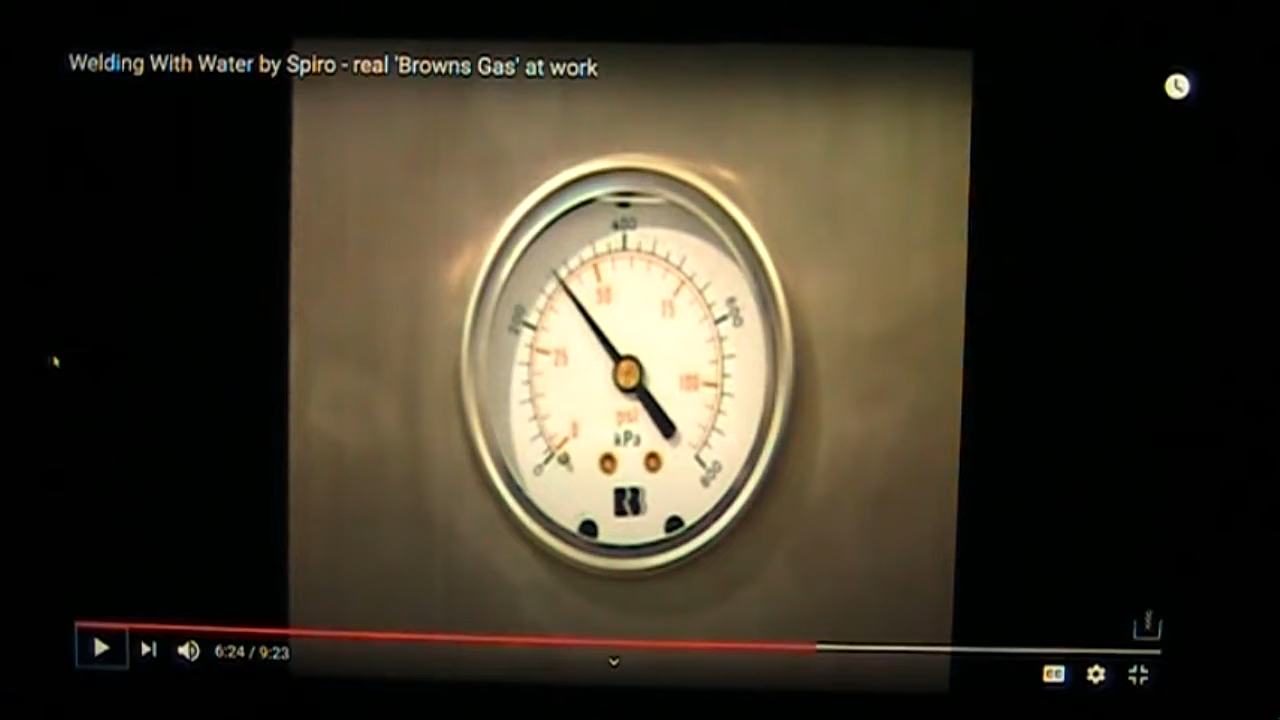 Welding With Water by Spiro - real 'Browns Gas' at work
400
50
200
75
600
25
100
psi
0
kPa
0
800
6:24 / 9:23
CC